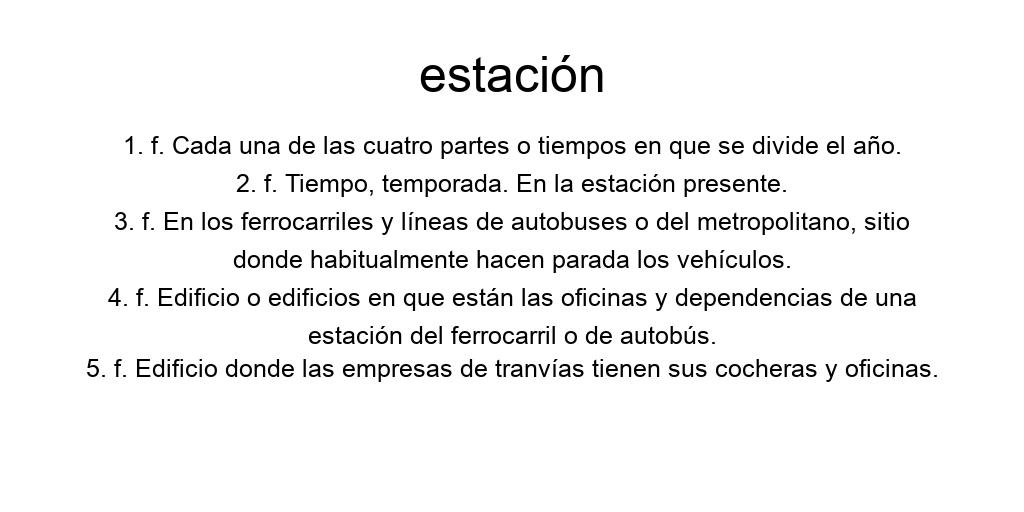 estación
1. f. Cada una de las cuatro partes o tiempos en que se divide el año.
2. f. Tiempo, temporada. En la estación presente.
3. f. En los ferrocarriles y líneas de autobuses o del metropolitano, sitio
donde habitualmente hacen parada los vehículos.
4. f. Edificio o edificios en que están las oficinas y dependencias de una
estación del ferrocarril o de autobús.
5. f. Edificio donde las empresas de tranvías tienen sus cocheras y oficinas.